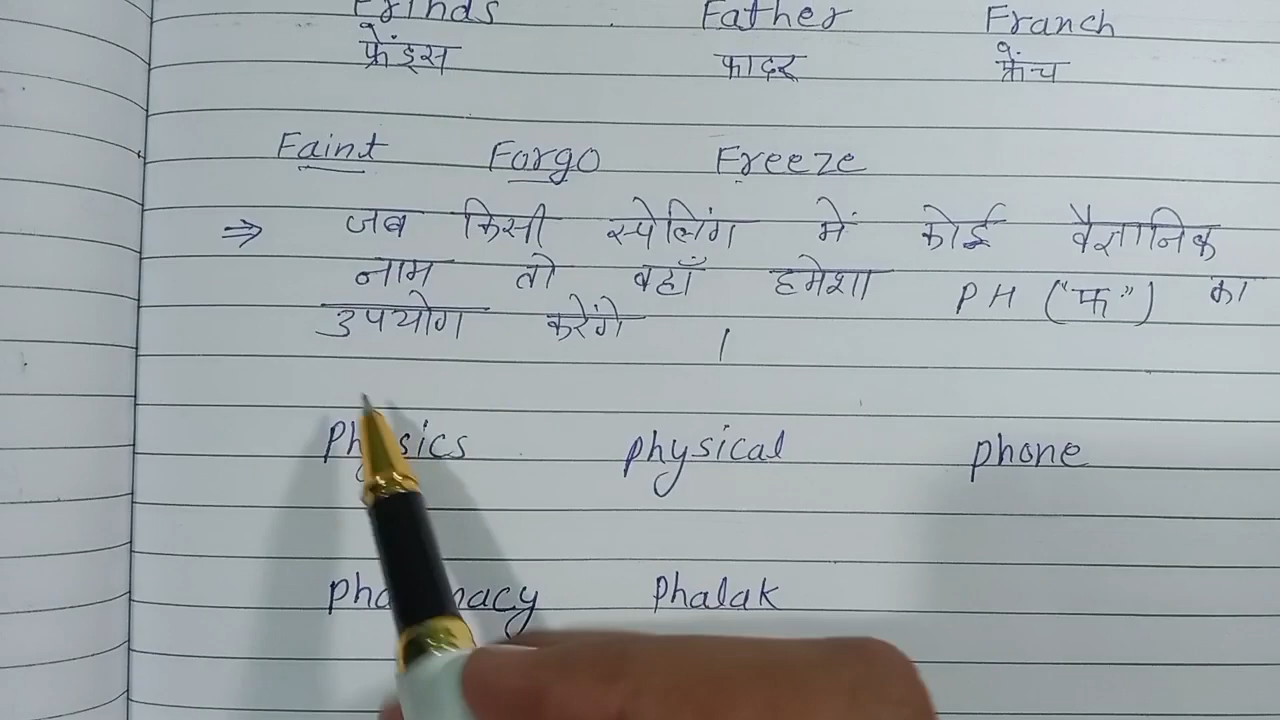 Frinds Father Franch
फ्रेंड्स फादर फ्रेंच
Faint Forgo Freeze
⇒ जब किसी स्पेलिंग में कोई वैज्ञानिक
नाम तो वहाँ हमेशा PH ("फ") का
उपयोग करेंगे ।
physical phone
Phalak